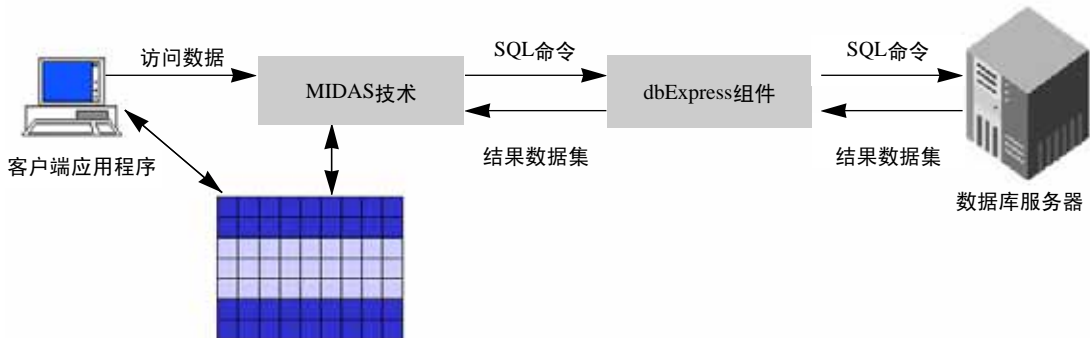 访问数据
SQL命令
SQL命令
MIDAS技术
dbExpress组件
结果数据集
结果数据集
客户端应用程序
数据库服务器